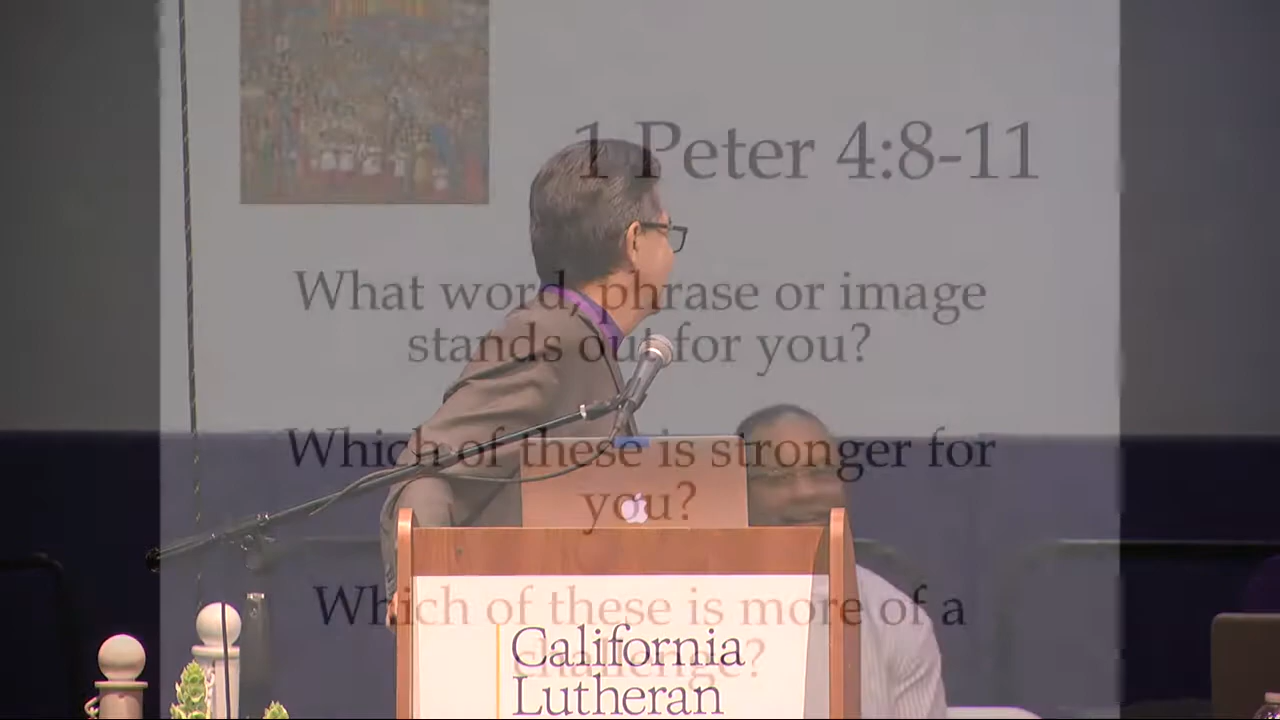 1 Peter 4:8-11
What word, phrase or image
stands out for you?
Which of these is stronger for
you?
Which of these is more of a
challenge?
California
Lutheran